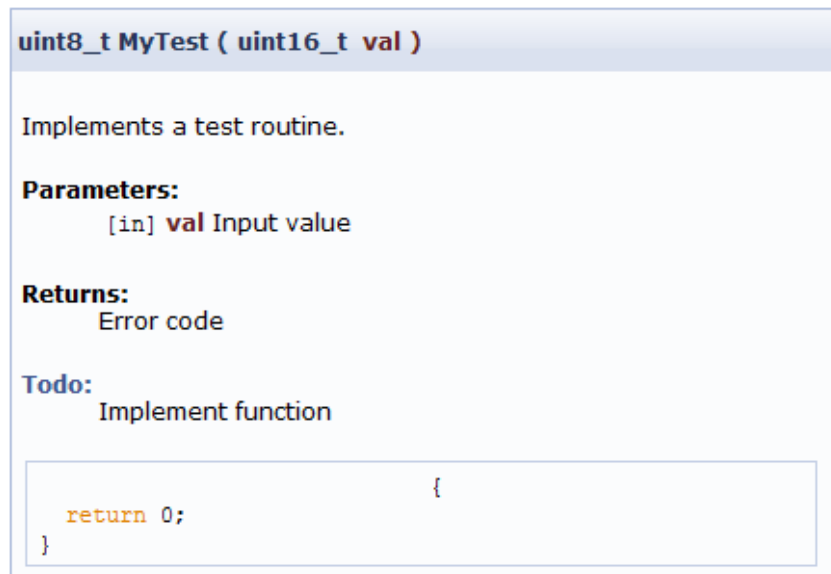 uint8_t MyTest ( uint16_t val )
Implements a test routine.
Parameters:
[in] val Input value
Returns:
Error code
Todo:
Implement function
{
return 0;
}